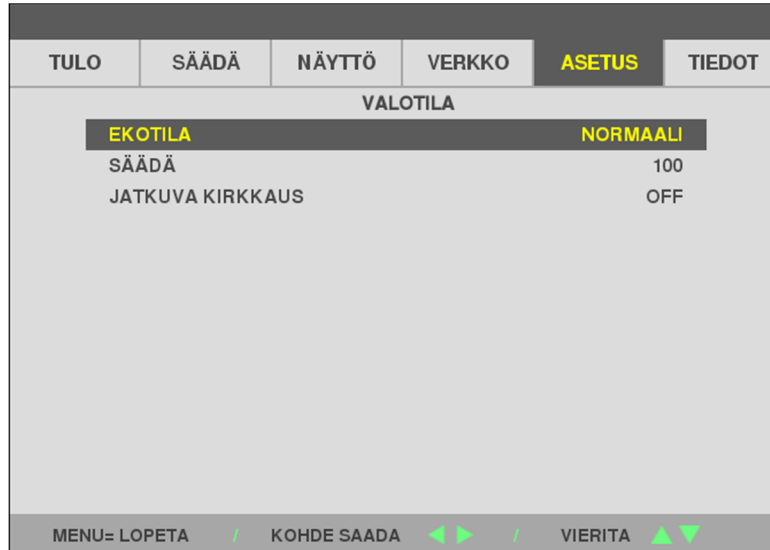 TULO SÄÄDÄ NÄYTTÖ VERKKO ASETUS TIEDOT
VALOTILA
EKOTILA NORMAALI
SÄÄDÄ 100
JATKUVA KIRKKAUS OFF
MENU= LOPETA / KOHDE SAADA ◀ ▶ / VIERITA ▲ ▼